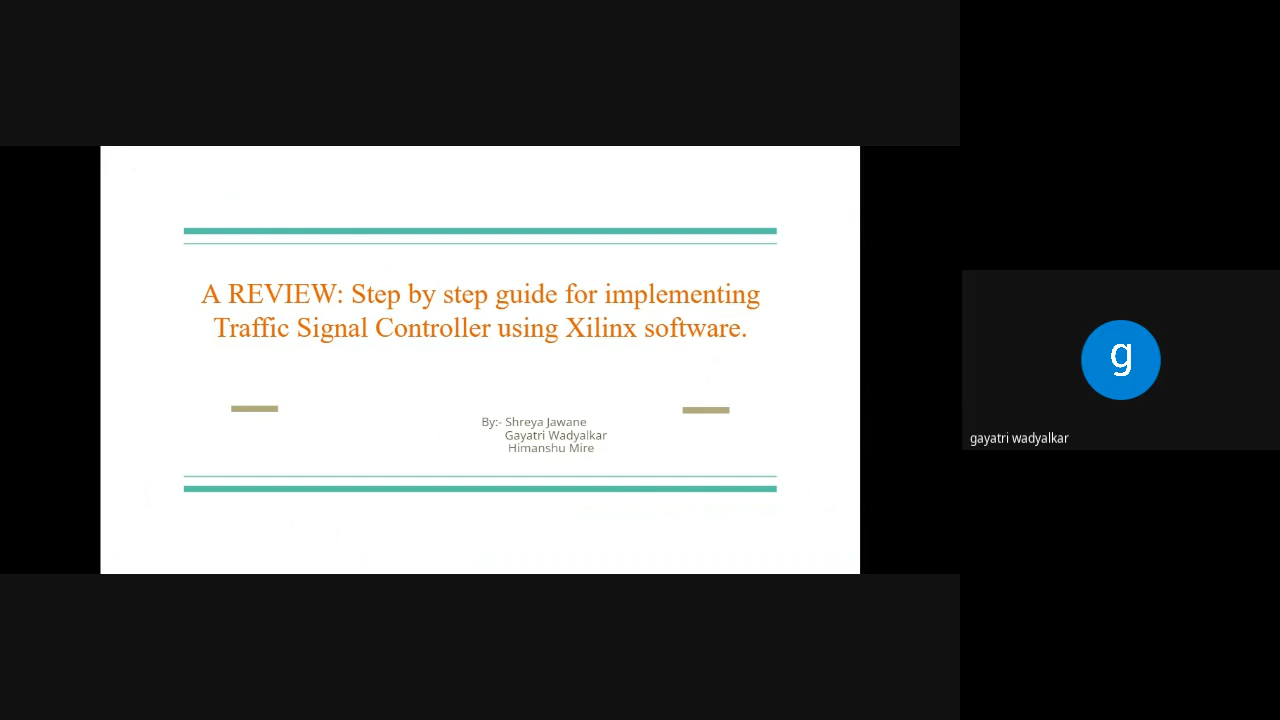 A REVIEW: Step by step guide for implementing
Traffic Signal Controller using Xilinx software.
By:- Shreya Jawane
Gayatri Wadyalkar
Himanshu Mire
g
gayatri wadyalkar